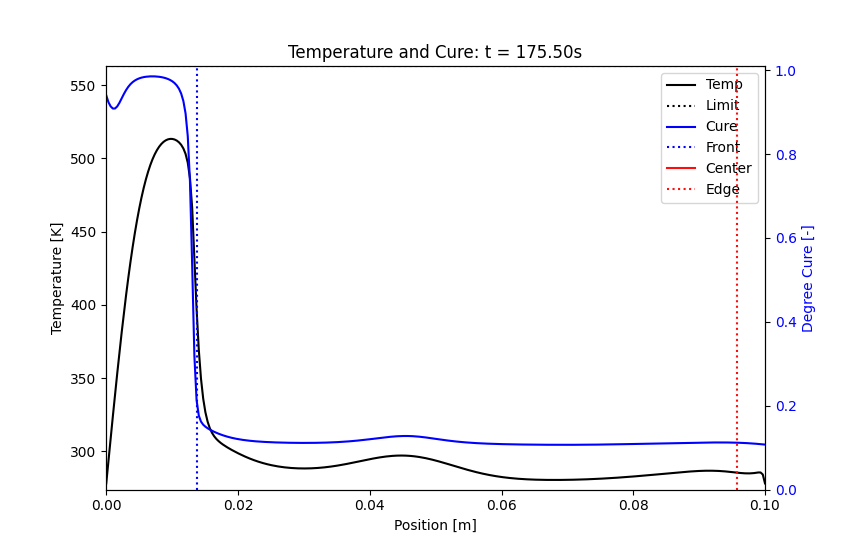 Temperature and Cure: t = 175.50s
550
500
450
400
350
300
Temperature [K]
1.0
0.8
0.6
0.4
0.2
0.0
Degree Cure [-]
Temp
Limit
Cure
Front
Center
Edge
0.00 0.02 0.04 0.06 0.08 0.10
Position [m]